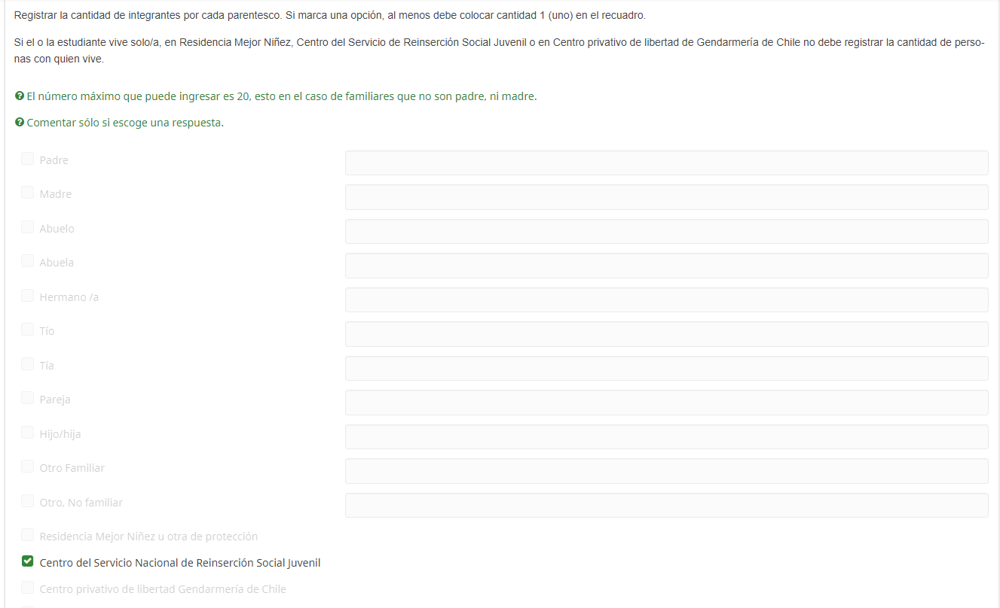 Registrar la cantidad de integrantes por cada parentesco. Si marca una opción, al menos debe colocar cantidad 1 (uno) en el recuadro.
Si el o la estudiante vive solo/a, en Residencia Mejor Niñez, Centro del Servicio de Reinserción Social Juvenil o en Centro privativo de libertad de Gendarmería de Chile no debe registrar la cantidad de perso-
nas con quien vive.
El número máximo que puede ingresar es 20, esto en el caso de familiares que no son padre, ni madre.
Comentar sólo si escoge una respuesta.
Padre
Madre
Abuelo
Abuela
Hermano /a
Tío
Tía
Pareja
Hijo/hija
Otro Familiar
Otro, No familiar
Residencia Mejor Niñez u otra de protección
Centro del Servicio Nacional de Reinserción Social Juvenil
Centro privativo de libertad Gendarmería de Chile